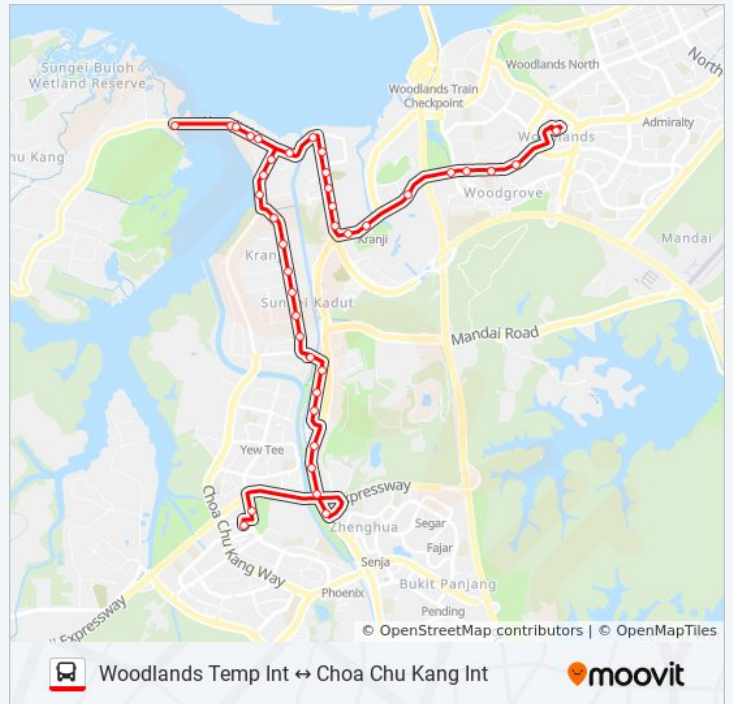 Sungei Buloh
Wetland Reserve
Woodlands North
Woodlands Train
Checkpoint
North
Admiralty
hu Kang
Woodgrove
Kranji
Mandai
Kranj
Sungei Kadut
Mandai Road
Yew Tee
Expressway
Choa Chu Kang Way
Zhenghua
Segar
Fajar
Senja
Bukit Panjang
Phoenix
Pending
Expressway
© OpenStreetMap contributors | © OpenMapTiles
Woodlands Temp Int ↔ Choa Chu Kang Int
moovit